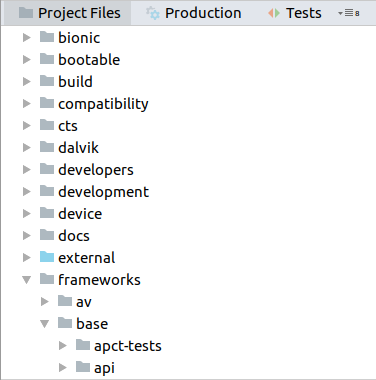 Project Files Production Tests 8
bionic
bootable
build
compatibility
cts
dalvik
developers
development
device
docs
external
frameworks
av
base
apct-tests
api